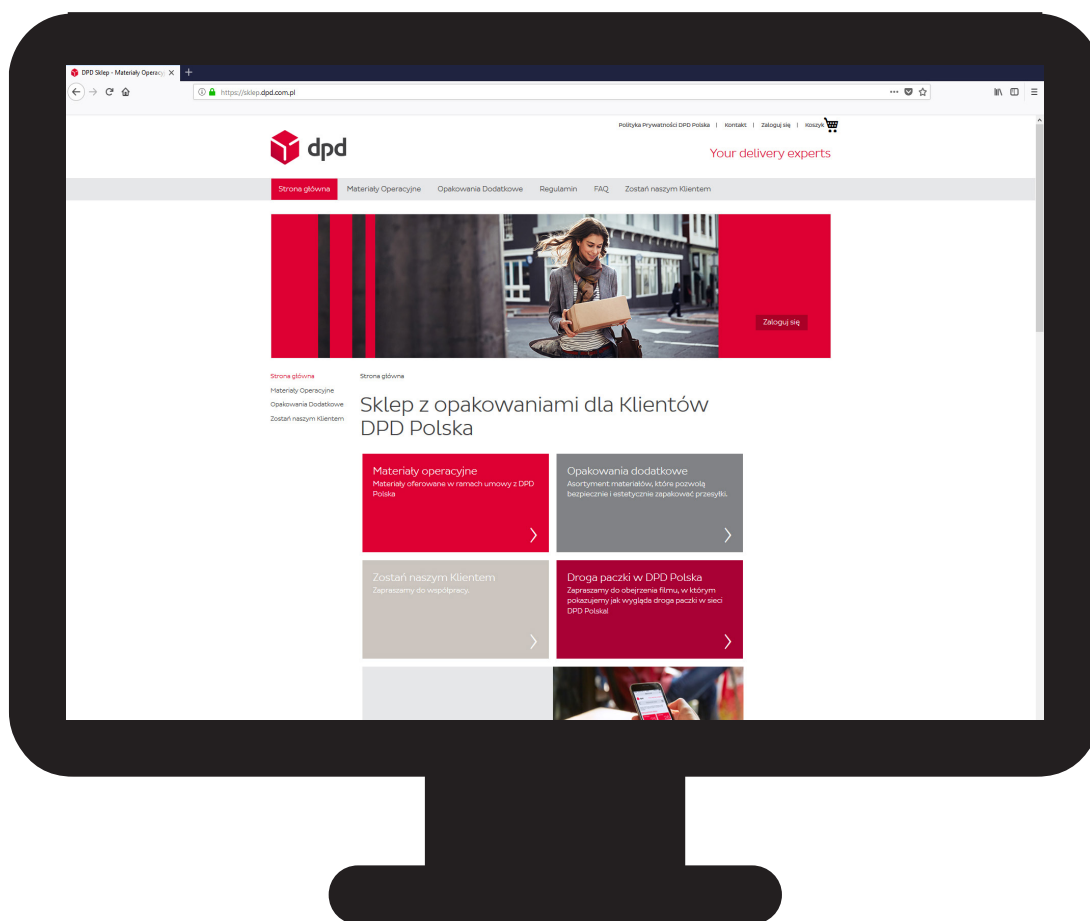 DPD Sklep - Materiały Operacyj
https://sklep.dpd.com.pl
Polityka Prywatności DPD Polska | Kontakt | Zaloguj się | Koszyk
dpd
Your delivery experts
Strona główna Materiały Operacyjne Opakowania Dodatkowe Regulamin FAQ Zostań naszym Klientem
Zaloguj się
Strona główna
Materiały Operacyjne
Opakowania Dodatkowe
Zostań naszym Klientem
Strona główna
Sklep z opakowaniami dla Klientów
DPD Polska
Materiały operacyjne
Materiały oferowane w ramach umowy z DPD
Polska
Opakowania dodatkowe
Asortyment materiałów, które pozwolą
bezpiecznie i estetycznie zapakować przesyłki.
Zostań naszym Klientem
Zapraszamy do współpracy.
Droga paczki w DPD Polska
Zapraszamy do obejrzenia filmu, w którym
pokazujemy jak wygląda droga paczki w sieci
DPD Polska!